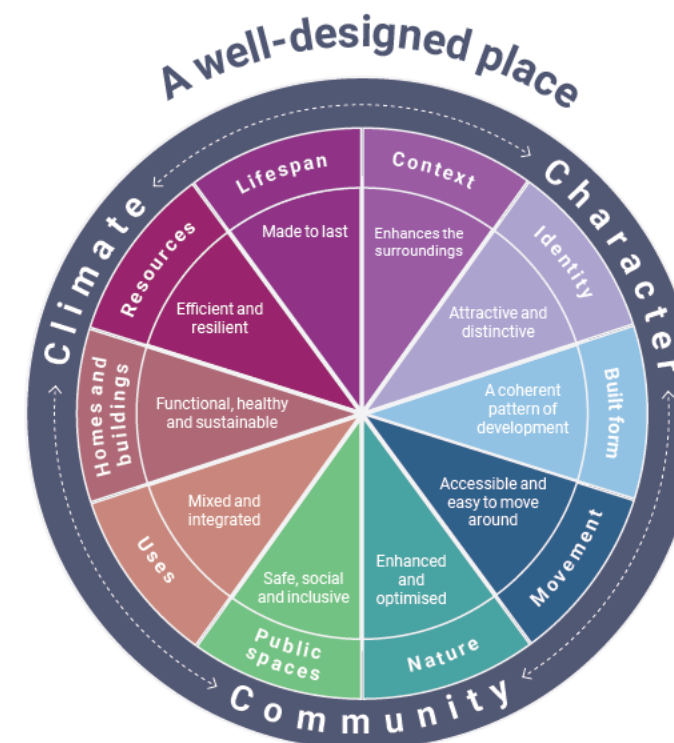 A well-designed place
Climate
Character
Community
Context
Enhances the
surroundings
Identity
Attractive and
distinctive
Built form
A coherent
pattern of
development
Movement
Accessible and
easy to move
around
Nature
Enhanced
and
optimised
Public
spaces
Safe, social
and inclusive
Uses
Mixed and
integrated
Homes and
buildings
Functional, healthy
and sustainable
Resources
Efficient and
resilient
Lifespan
Made to last